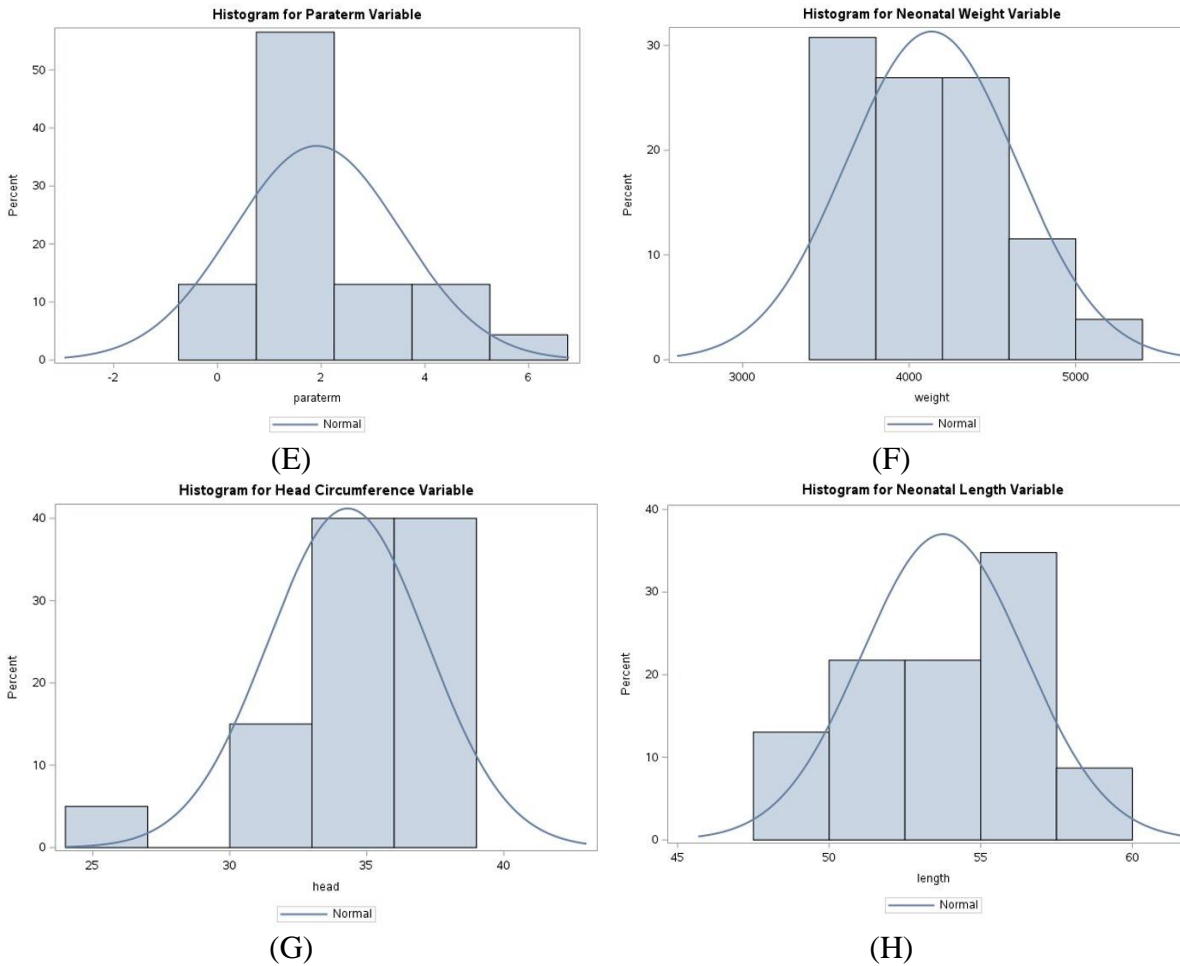 Histogram for Paraterm Variable
50
40
30
20
10
0
Percent
-2
0
2
4
6
paraterm
Normal
(E)
Histogram for Neonatal Weight Variable
30
20
10
0
Percent
3000
4000
5000
weight
Normal
(F)
Histogram for Head Circumference Variable
40
30
20
10
0
Percent
25
30
35
40
head
Normal
(G)
Histogram for Neonatal Length Variable
40
30
20
10
0
Percent
45
50
55
60
length
Normal
(H)